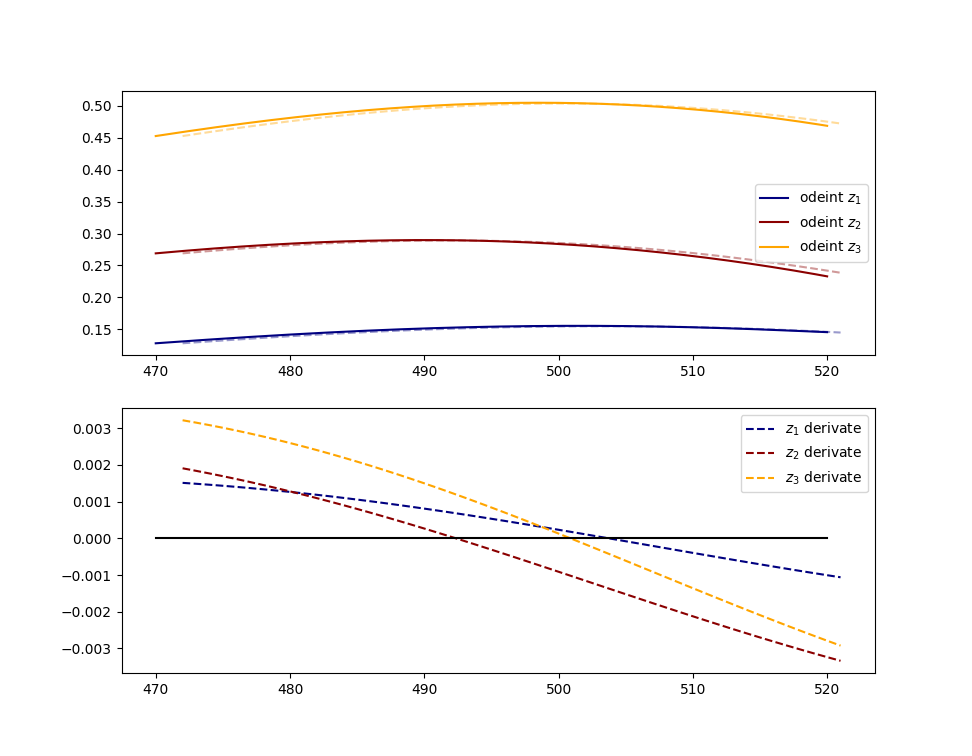 0.50
0.45
0.40
0.35
0.30
0.25
0.20
0.15
odeint z₁
odeint z₂
odeint z₃
470 480 490 500 510 520
0.003
0.002
0.001
0.000
−0.001
−0.002
−0.003
z₁ derivate
z₂ derivate
z₃ derivate
470 480 490 500 510 520